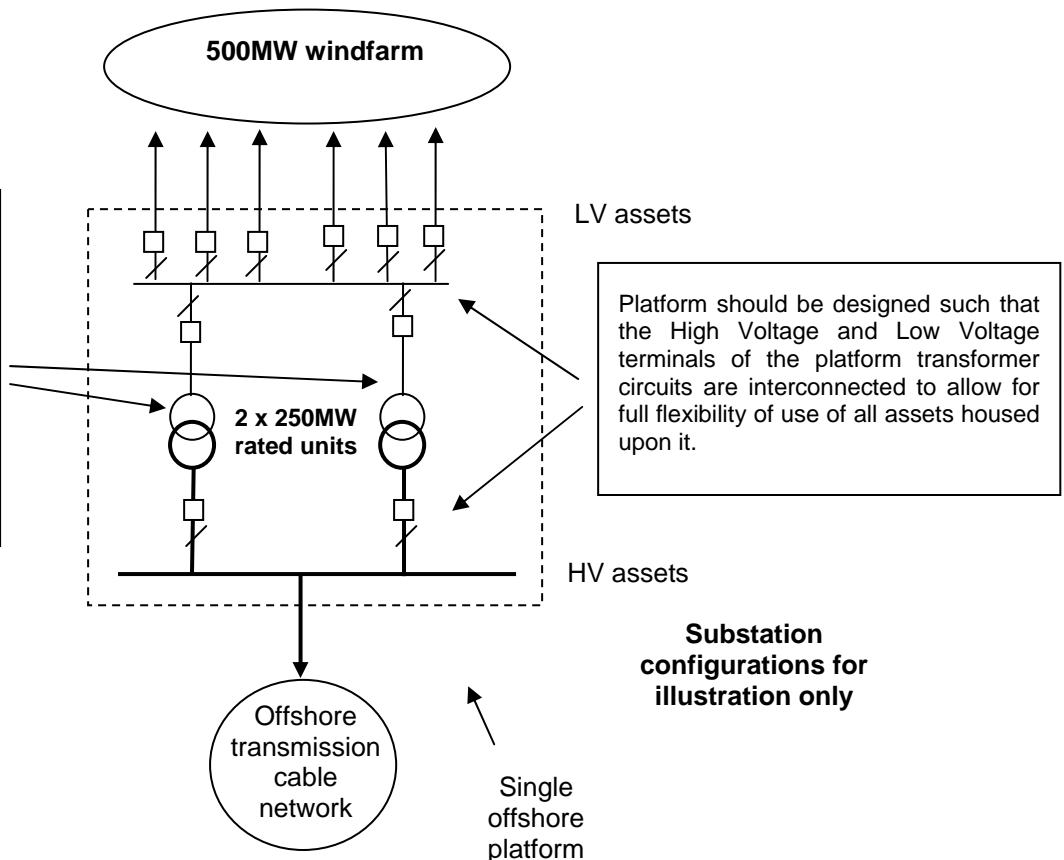 500MW windfarm
LV assets
Platform should be designed such that
the High Voltage and Low Voltage
terminals of the platform transformer
circuits are interconnected to allow for
full flexibility of use of all assets housed
upon it.
2 x 250MW
rated units
HV assets
Substation
configurations for
illustration only
Offshore
transmission
cable
network
Single
offshore
platform